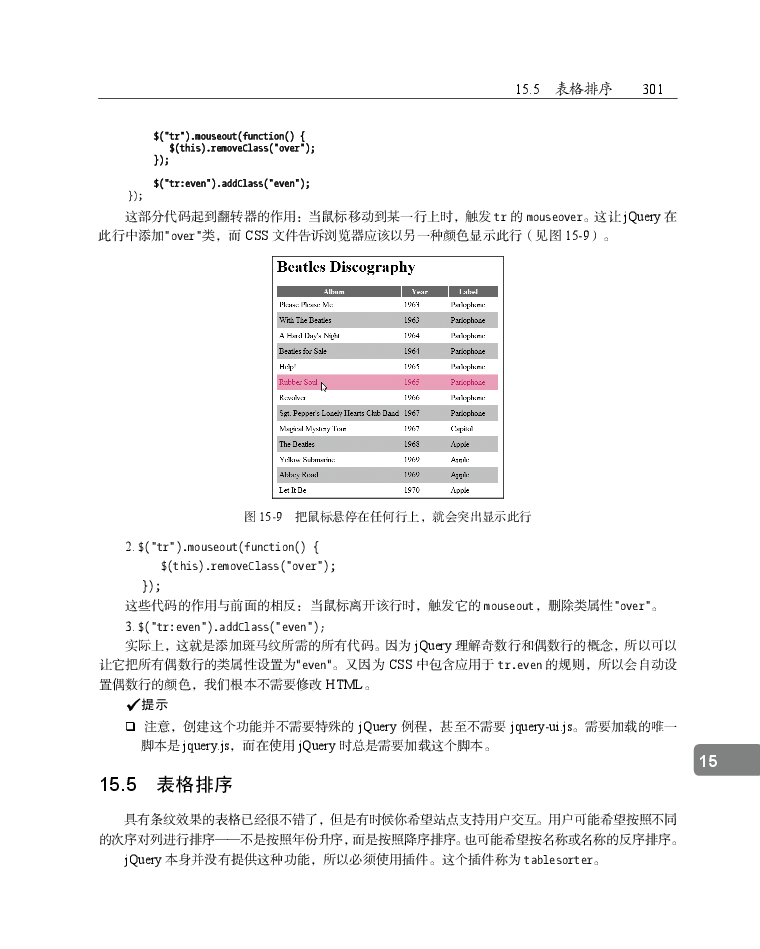 15.5 表格排序 301
$("tr").mouseout(function() {
$(this).removeClass("over");
});
$("tr:even").addClass("even");
});
这部分代码起到翻转器的作用：当鼠标移动到某一行上时，触发 tr 的 mouseover。这让 jQuery 在
此行中添加"over"类，而 CSS 文件告诉浏览器应该以另一种颜色显示此行（见图 15-9）。
Beatles Discography
Album Year Label
Please Please Me 1963 Parlophone
With The Beatles 1963 Parlophone
A Hard Day's Night 1964 Parlophone
Beatles for Sale 1964 Parlophone
Help! 1965 Parlophone
Rubber Soul 1965 Parlophone
Revolver 1966 Parlophone
Sgt. Pepper's Lonely Hearts Club Band 1967 Parlophone
Magical Mystery Tour 1967 Capitol
The Beatles 1968 Apple
Yellow Submarine 1969 Apple
Abbey Road 1969 Apple
Let It Be 1970 Apple
图 15-9 把鼠标悬停在任何行上，就会突出显示此行
2. $("tr").mouseout(function() {
$(this).removeClass("over");
});
这些代码的作用与前面的相反：当鼠标离开该行时，触发它的 mouseout，删除类属性"over"。
3. $("tr:even").addClass("even");
实际上，这就是添加斑马纹所需的所有代码。因为 jQuery 理解奇数行和偶数行的概念，所以可以
让它把所有偶数行的类属性设置为"even"。又因为 CSS 中包含应用于 tr.even 的规则，所以会自动设
置偶数行的颜色，我们根本不需要修改 HTML。
✔提示
❑ 注意，创建这个功能并不需要特殊的 jQuery 例程，甚至不需要 jquery-ui.js。需要加载的唯一
脚本是 jquery.js，而在使用 jQuery 时总是需要加载这个脚本。
15
15.5 表格排序
具有条纹效果的表格已经很不错了，但是有时候你希望站点支持用户交互。用户可能希望按照不同
的次序对列进行排序——不是按照年份升序，而是按照降序排序。也可能希望按名称或名称的反序排序。
jQuery 本身并没有提供这种功能，所以必须使用插件。这个插件称为 tablesorter。